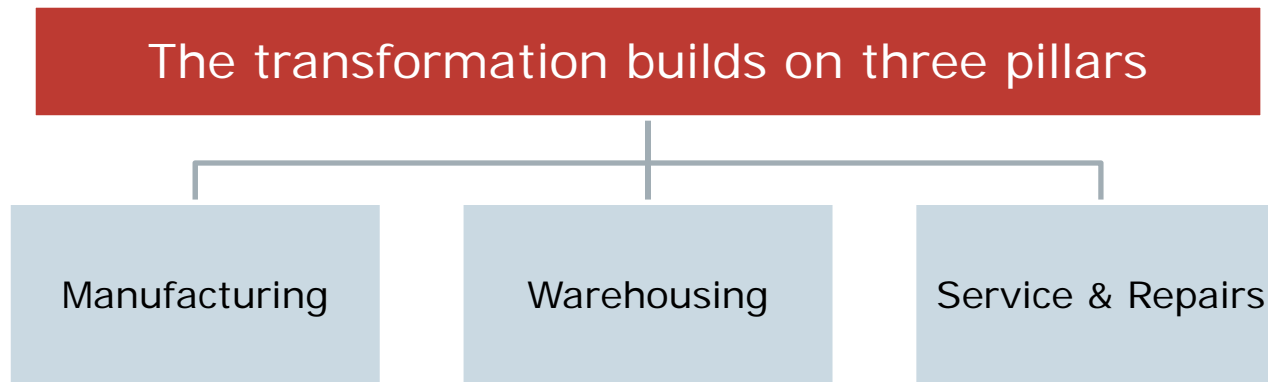 The transformation builds on three pillars
Manufacturing
Warehousing
Service & Repairs